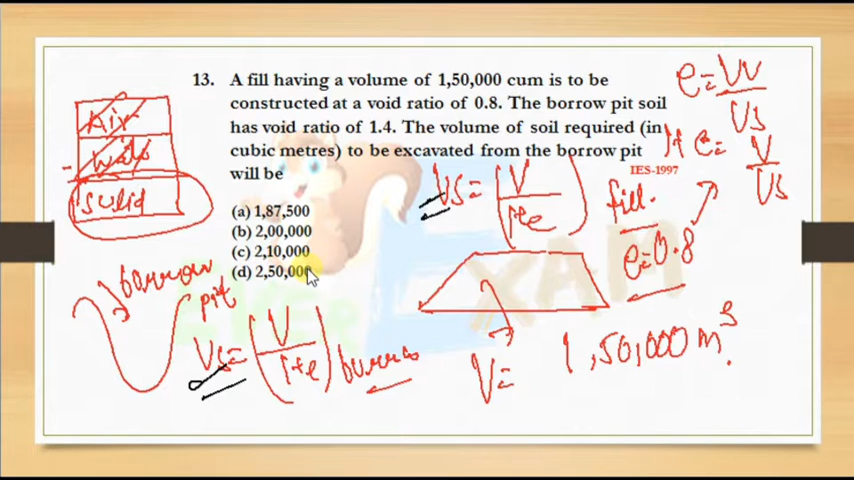 13. A fill having a volume of 1,50,000 cum is to be
constructed at a void ratio of 0.8. The borrow pit soil
has void ratio of 1.4. The volume of soil required (in
cubic metres) to be excavated from the borrow pit
will be
IES-1997
(a) 1,87,500
(b) 2,00,000
(c) 2,10,000
(d) 2,50,000
Air
Solid
e = Vv / Vs
1+e = V / Vs
Vs = (V / 1+e)
fill.
e=0.8
borrow
pit
Vs = (V / 1+e) borrow
V = 1,50,000 m³.
EXAM